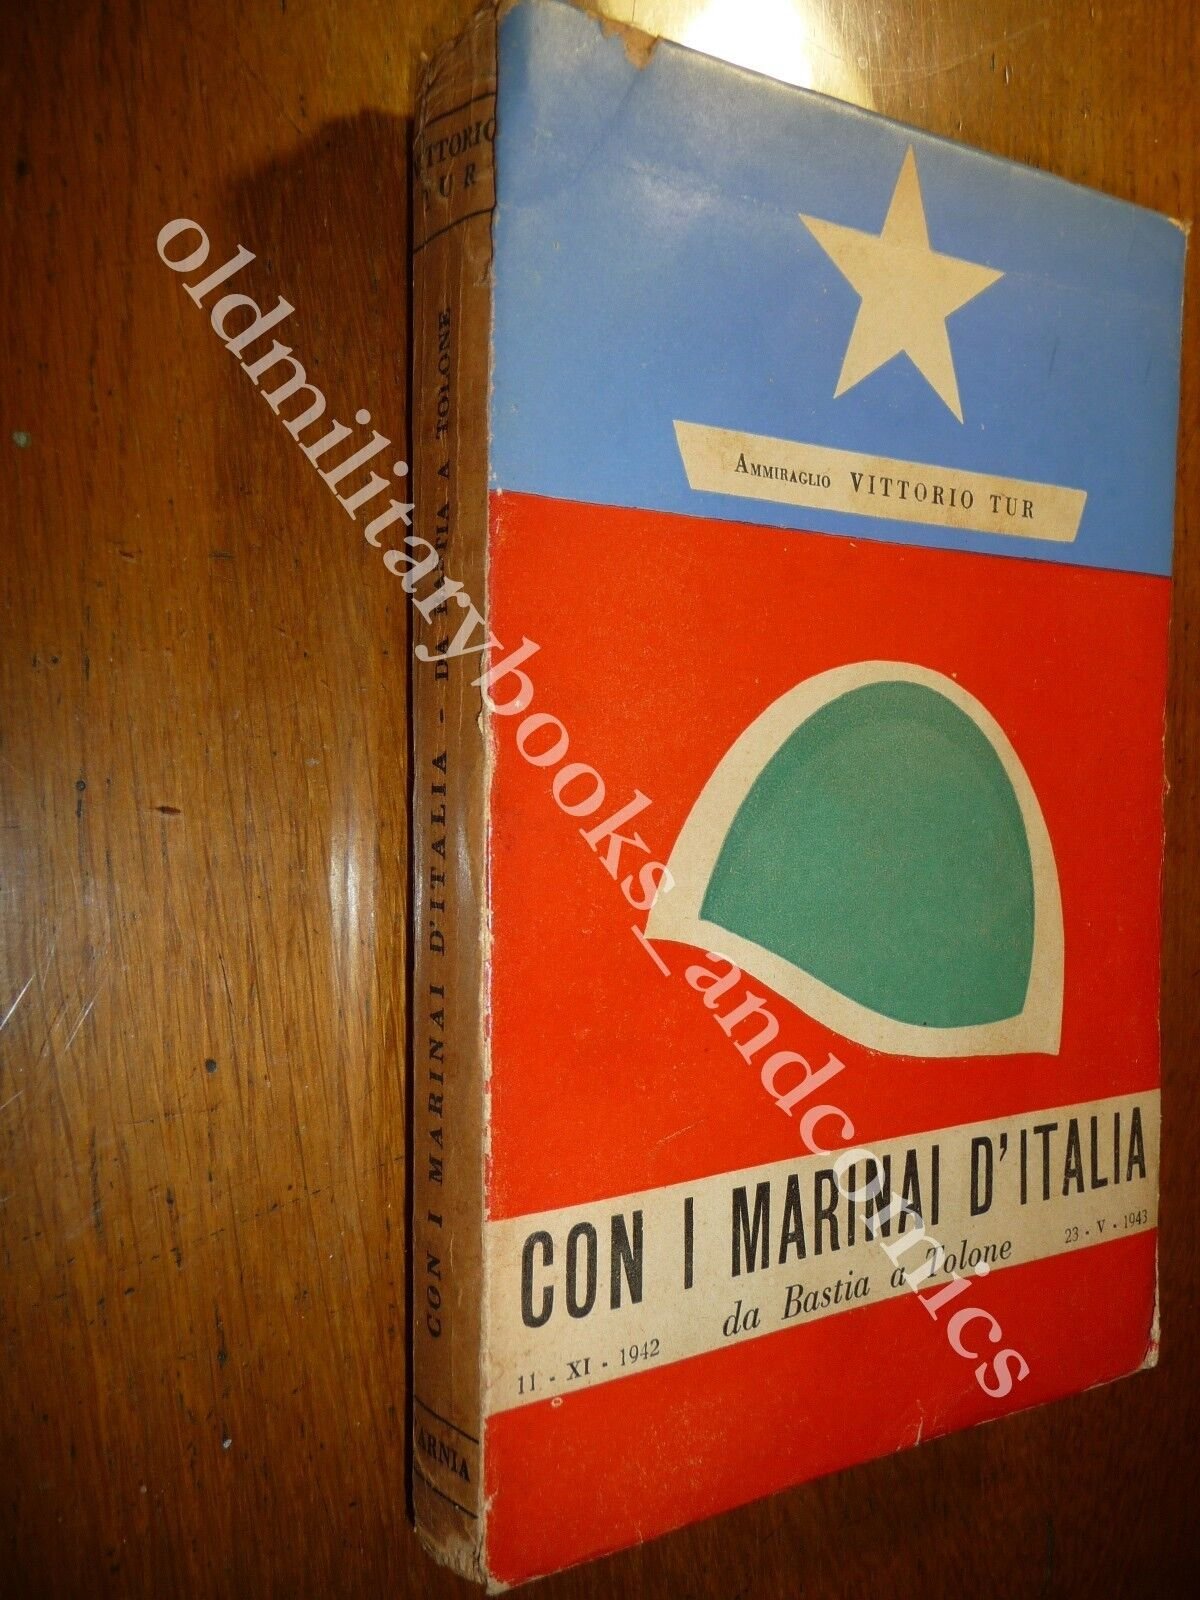 VITTORIO
TUR
CON I MARINAI D'ITALIA - DA BASTIA A TOLONE
ARNIA
AMMIRAGLIO VITTORIO TUR
CON I MARINAI D'ITALIA
11 - XI - 1942 da Bastia a Tolone 23 - V - 1943
oldmilitarybooks_andcomics